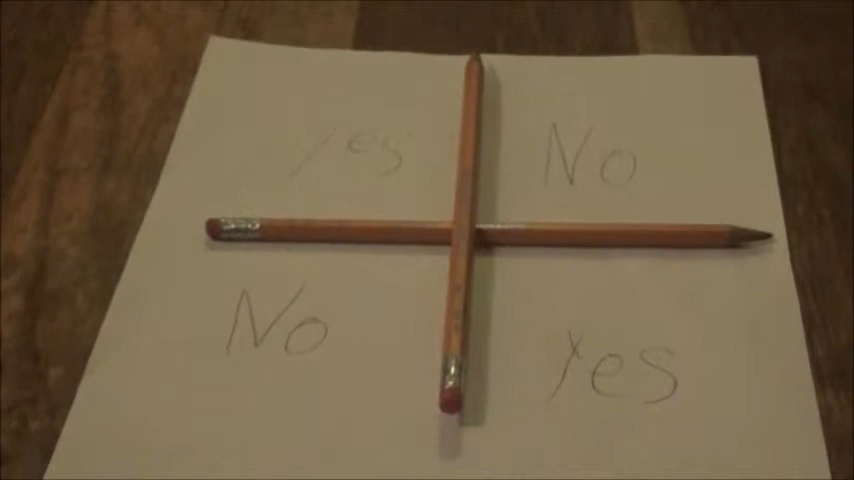 yes No
No yes